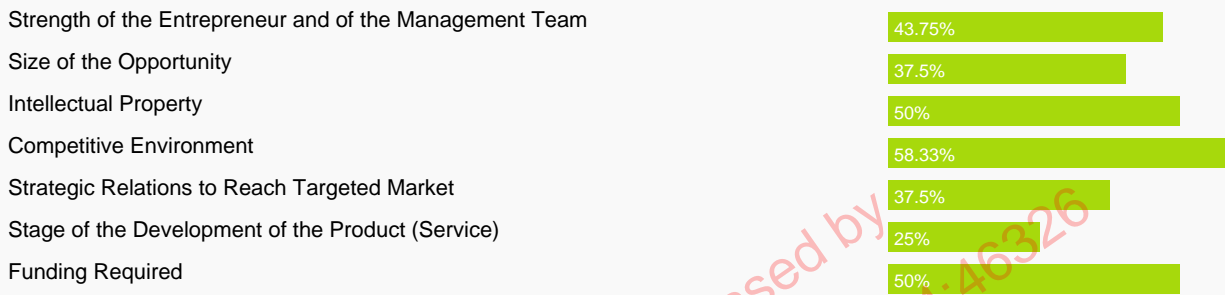 Strength of the Entrepreneur and of the Management Team 43.75%
Size of the Opportunity 37.5%
Intellectual Property 50%
Competitive Environment 58.33%
Strategic Relations to Reach Targeted Market 37.5%
Stage of the Development of the Product (Service) 25%
Funding Required 50%